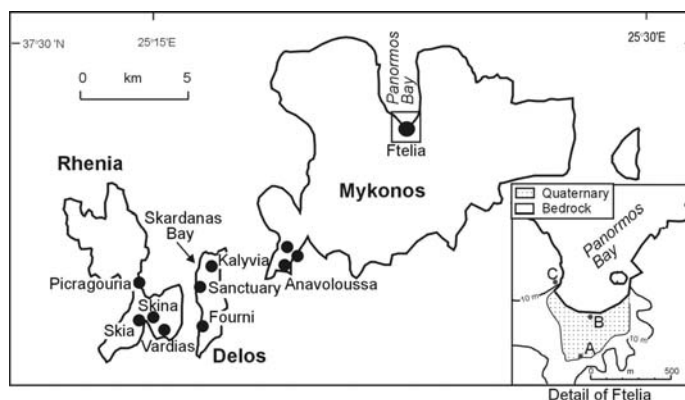 37°30 'N
25°15'E
25°30 'E
0 km 5
Panormos
Bay
Ftelia
Rhenia
Mykonos
Skardanas
Bay
Kalyvia
Picragouria
Sanctuary
Anavoloussa
Skina
Skia
Fourni
Vardias
Delos
Quaternary
Bedrock
Panormos
Bay
C
10 m
B
10 m
A
0 m 500
Detail of Ftelia